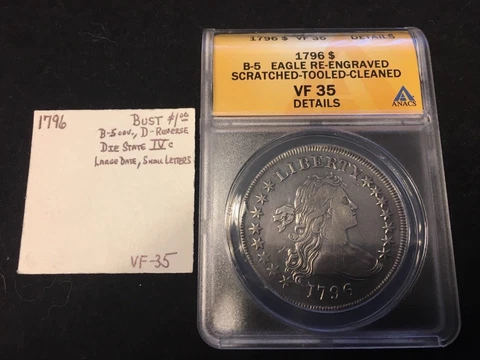 1796
BUST $1.00
B-5 OBV., D-REVERSE
DIE STATE IVc
LARGE DATE, SMALL LETTERS
VF-35
1796 $ VF 35 DETAILS
1796 $
B-5 EAGLE RE-ENGRAVED
SCRATCHED-TOOLED-CLEANED
VF 35
DETAILS
ANACS
LIBERTY
1796